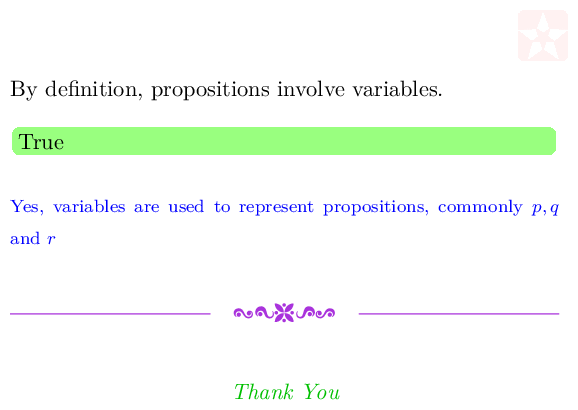 By definition, propositions involve variables.
True
Yes, variables are used to represent propositions, commonly p, q
and r
Thank You